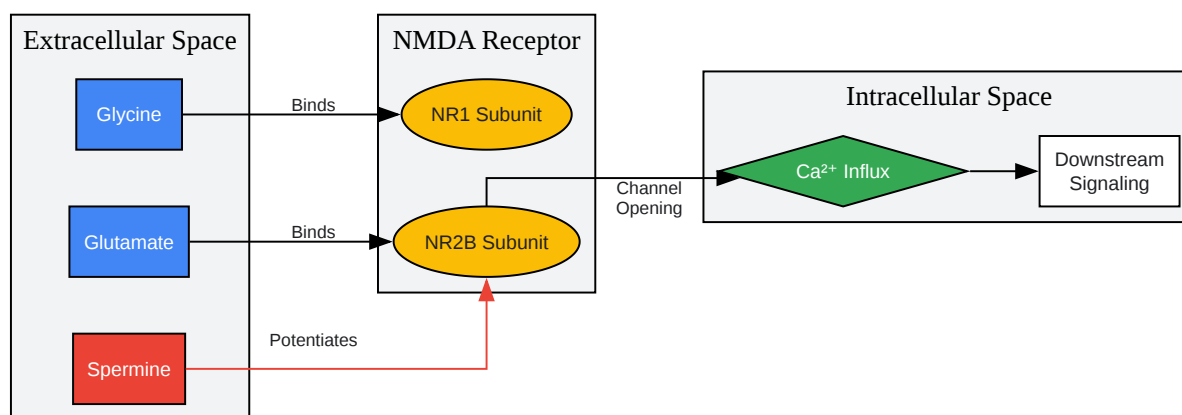 Extracellular Space
Glycine
Glutamate
Spermine
Binds
Binds
Potentiates
NMDA Receptor
NR1 Subunit
NR2B Subunit
Channel
Opening
Intracellular Space
Ca²⁺ Influx
Downstream
Signaling